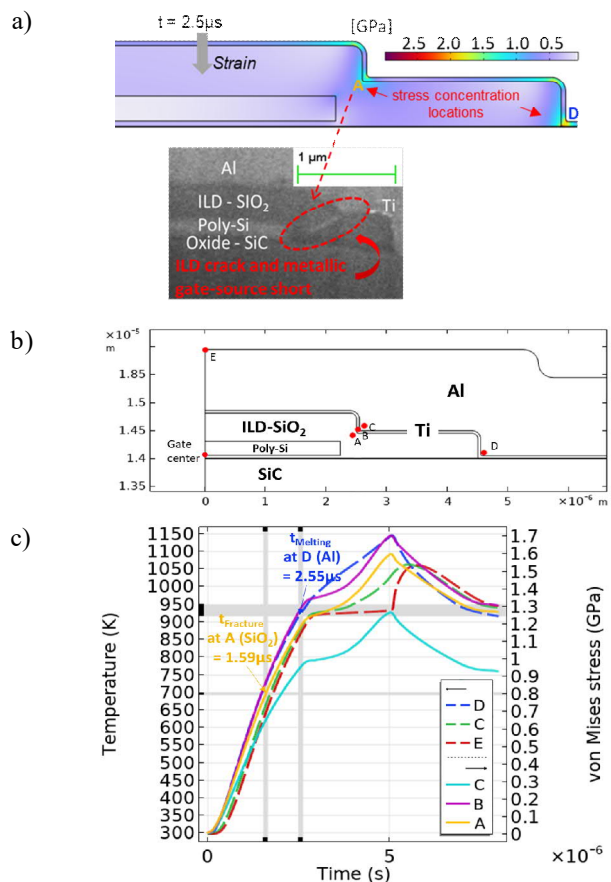 a)
t = 2.5µs
[GPa]
2.5 2.0 1.5 1.0 0.5
Strain
A
stress concentration
locations
D
1 µm
Al
ILD - SIO₂
Ti
Poly-Si
Oxide – SiC
ILD crack and metallic
gate-source short
b)
×10⁻⁵
m
E
1.85
Al
1.45
ILD-SiO₂
C
B
A
Ti
D
Gate
center
Poly-Si
1.4
SiC
1.35
0 1 2 3 4 5 ×10⁻⁶ m
c)
1150
1100
1050
1000
950
900
850
800
750
700
650
600
550
500
450
400
350
300
Temperature (K)
tMelting
at D (Al)
= 2.55µs
tFracture
at A (SiO₂)
= 1.59µs
1.7
1.6
1.5
1.4
1.3
1.2
1.1
1
0.9
0.8
0.7
0.6
0.5
0.4
0.3
0.2
0.1
0
von Mises stress (GPa)
←
D
C
E
→
C
B
A
0 5 ×10⁻⁶
Time (s)